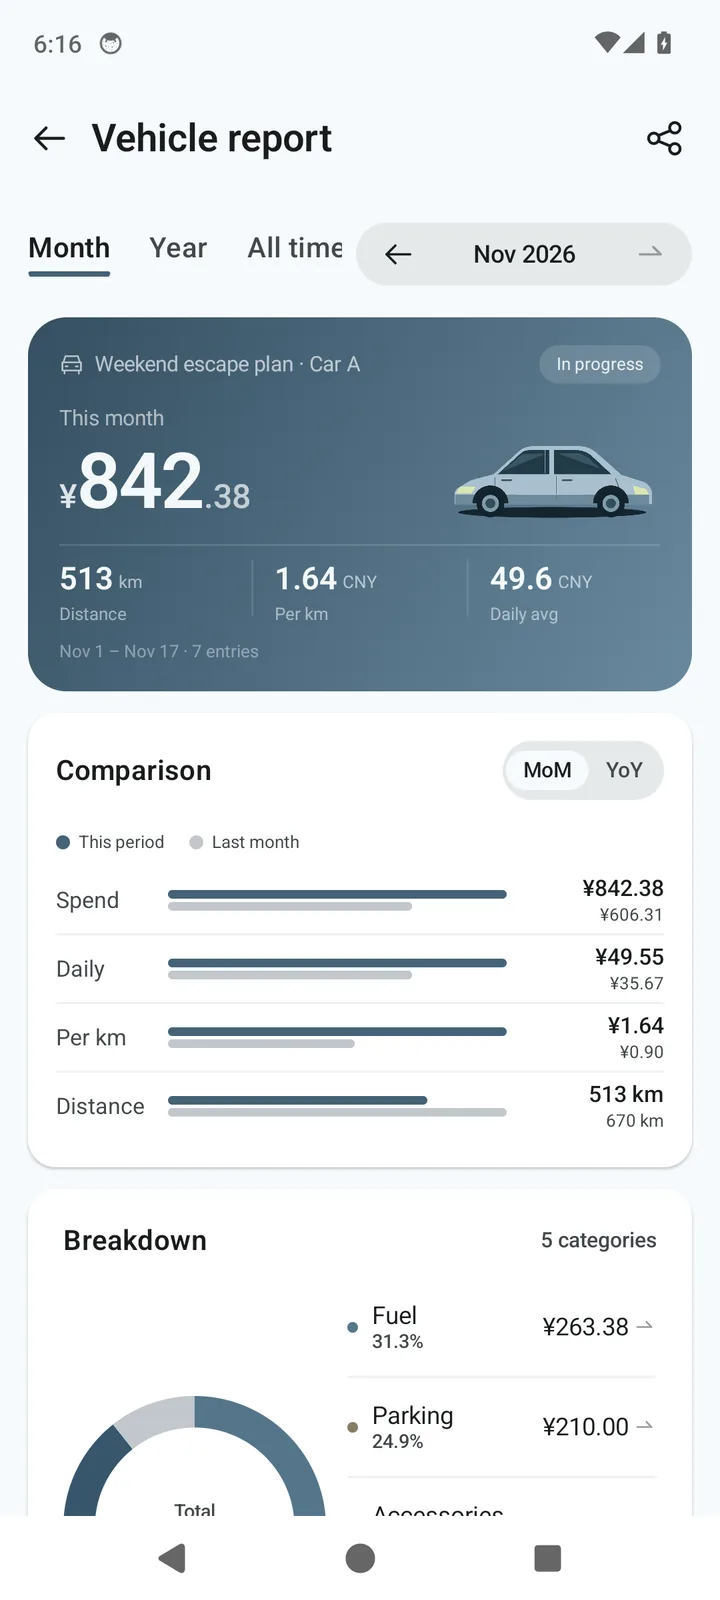 6:16
Vehicle report
Month Year All time Nov 2026
Weekend escape plan · Car A In progress
This month
¥842.38
513 km 1.64 CNY 49.6 CNY
Distance Per km Daily avg
Nov 1 – Nov 17 · 7 entries
Comparison MoM YoY
This period Last month
Spend ¥842.38
¥606.31
Daily ¥49.55
¥35.67
Per km ¥1.64
¥0.90
Distance 513 km
670 km
Breakdown 5 categories
Fuel ¥263.38
31.3%
Parking ¥210.00
24.9%
Total
Accessories